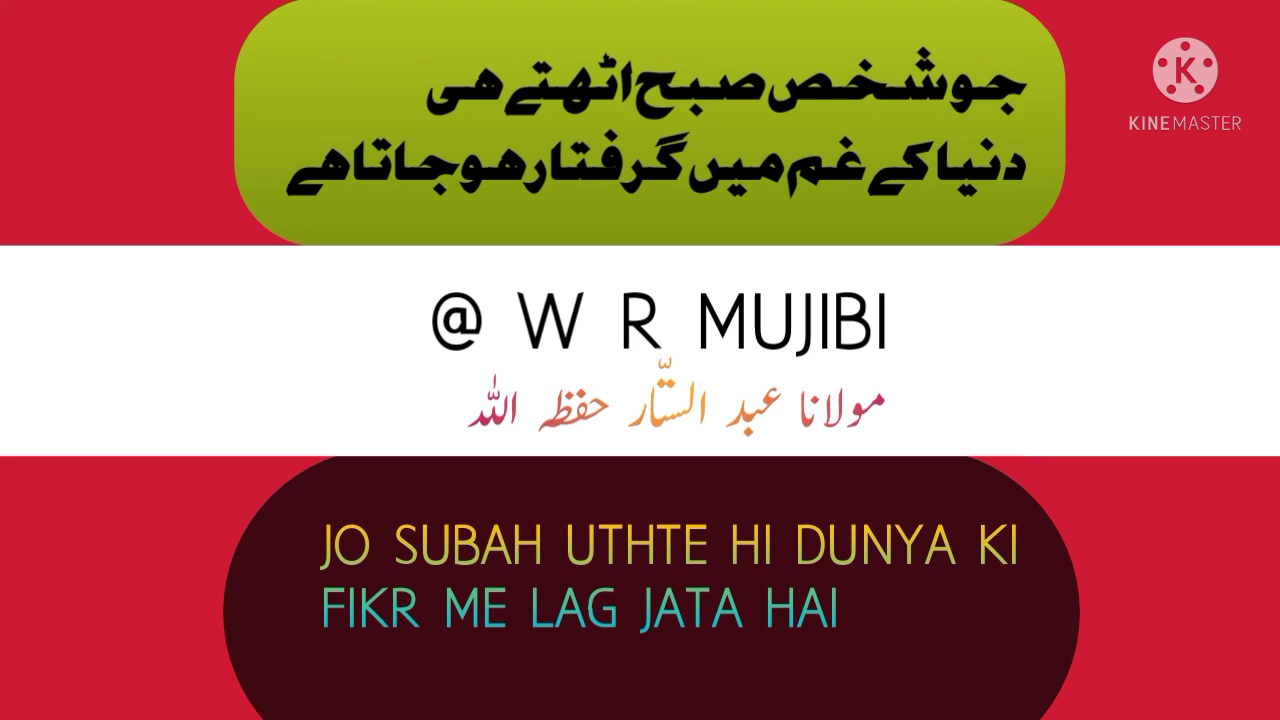 جو شخص صبح اٹھتے ھی
دنیا کے غم میں گرفتار ھو جاتا ھے
KINEMASTER
@ W R MUJIBI
مولانا عبد الستّار حفظہ اللہ
JO SUBAH UTHTE HI DUNYA KI
FIKR ME LAG JATA HAI